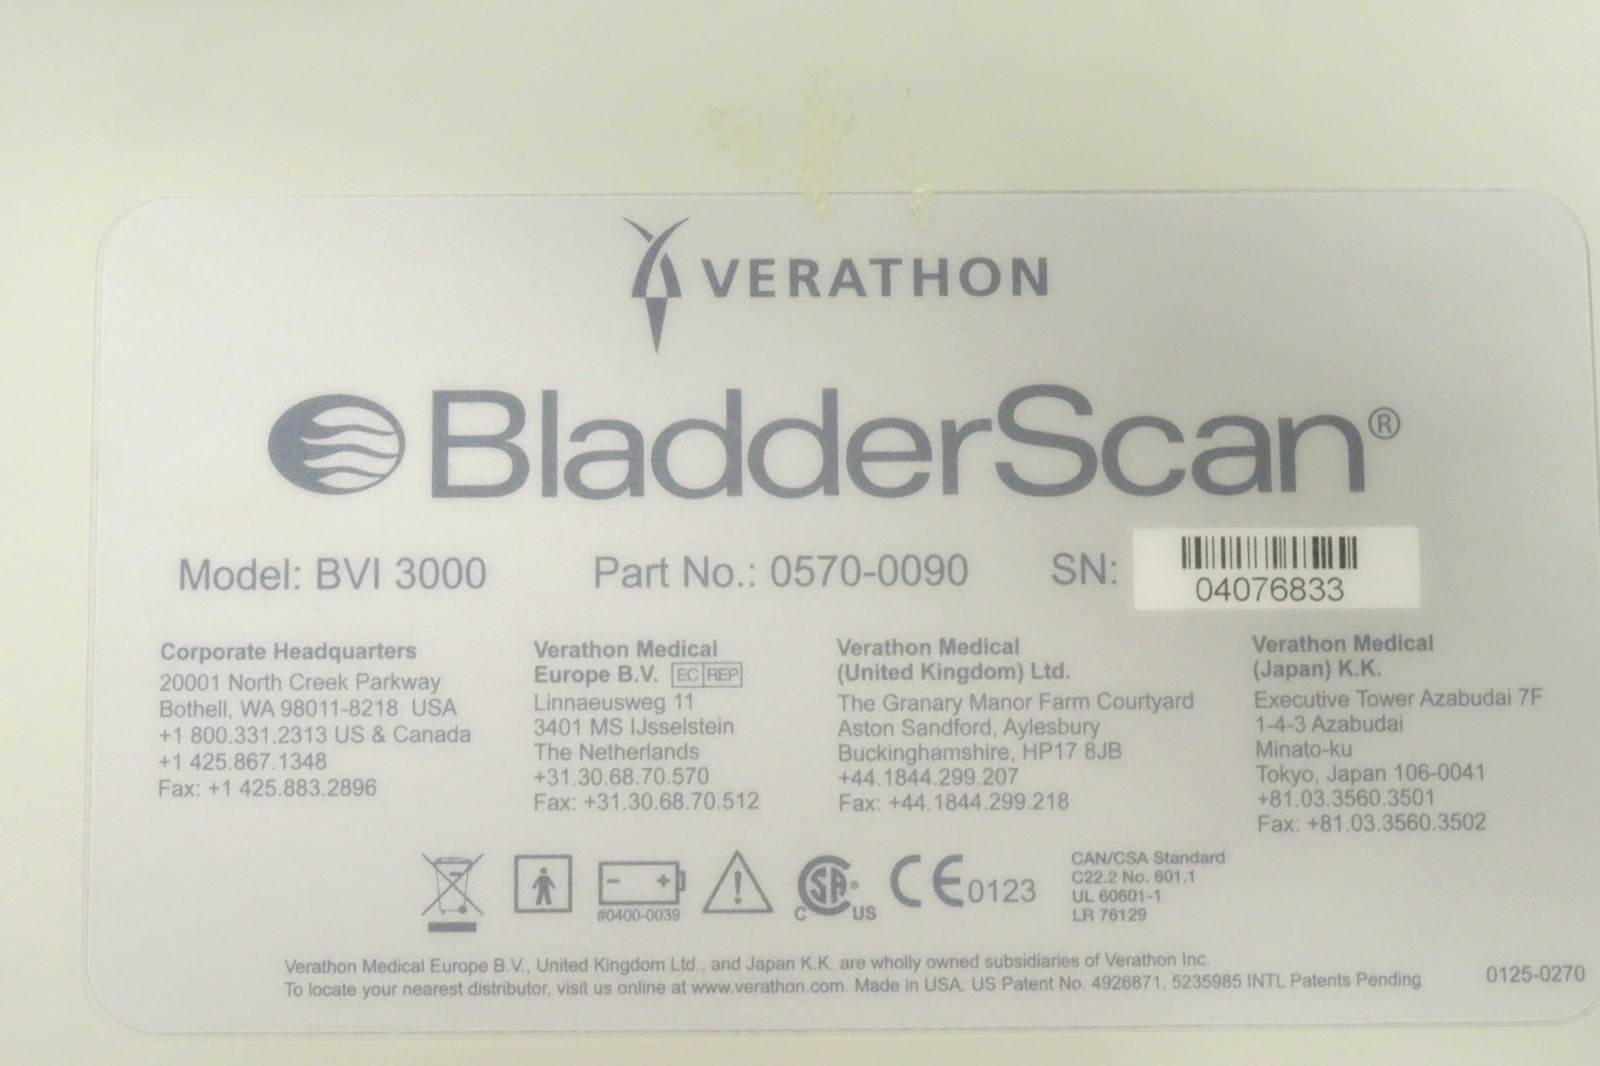 VERATHON
BladderScan®
Model: BVI 3000 Part No.: 0570-0090 SN: 04076833
Corporate Headquarters
20001 North Creek Parkway
Bothell, WA 98011-8218 USA
+1 800.331.2313 US & Canada
+1 425.867.1348
Fax: +1 425.883.2896
Verathon Medical
Europe B.V. EC REP
Linnaeusweg 11
3401 MS IJsselstein
The Netherlands
+31.30.68.70.570
Fax: +31.30.68.70.512
Verathon Medical
(United Kingdom) Ltd.
The Granary Manor Farm Courtyard
Aston Sandford, Aylesbury
Buckinghamshire, HP17 8JB
+44.1844.299.207
Fax: +44.1844.299.218
Verathon Medical
(Japan) K.K.
Executive Tower Azabudai 7F
1-4-3 Azabudai
Minato-ku
Tokyo, Japan 106-0041
+81.03.3560.3501
Fax: +81.03.3560.3502
#0400-0039
C SA US
CE 0123
CAN/CSA Standard
C22.2 No. 601.1
UL 60601-1
LR 76129
Verathon Medical Europe B.V., United Kingdom Ltd., and Japan K.K. are wholly owned subsidiaries of Verathon Inc.
To locate your nearest distributor, visit us online at www.verathon.com. Made in USA. US Patent No. 4926871, 5235985 INTL Patents Pending
0125-0270